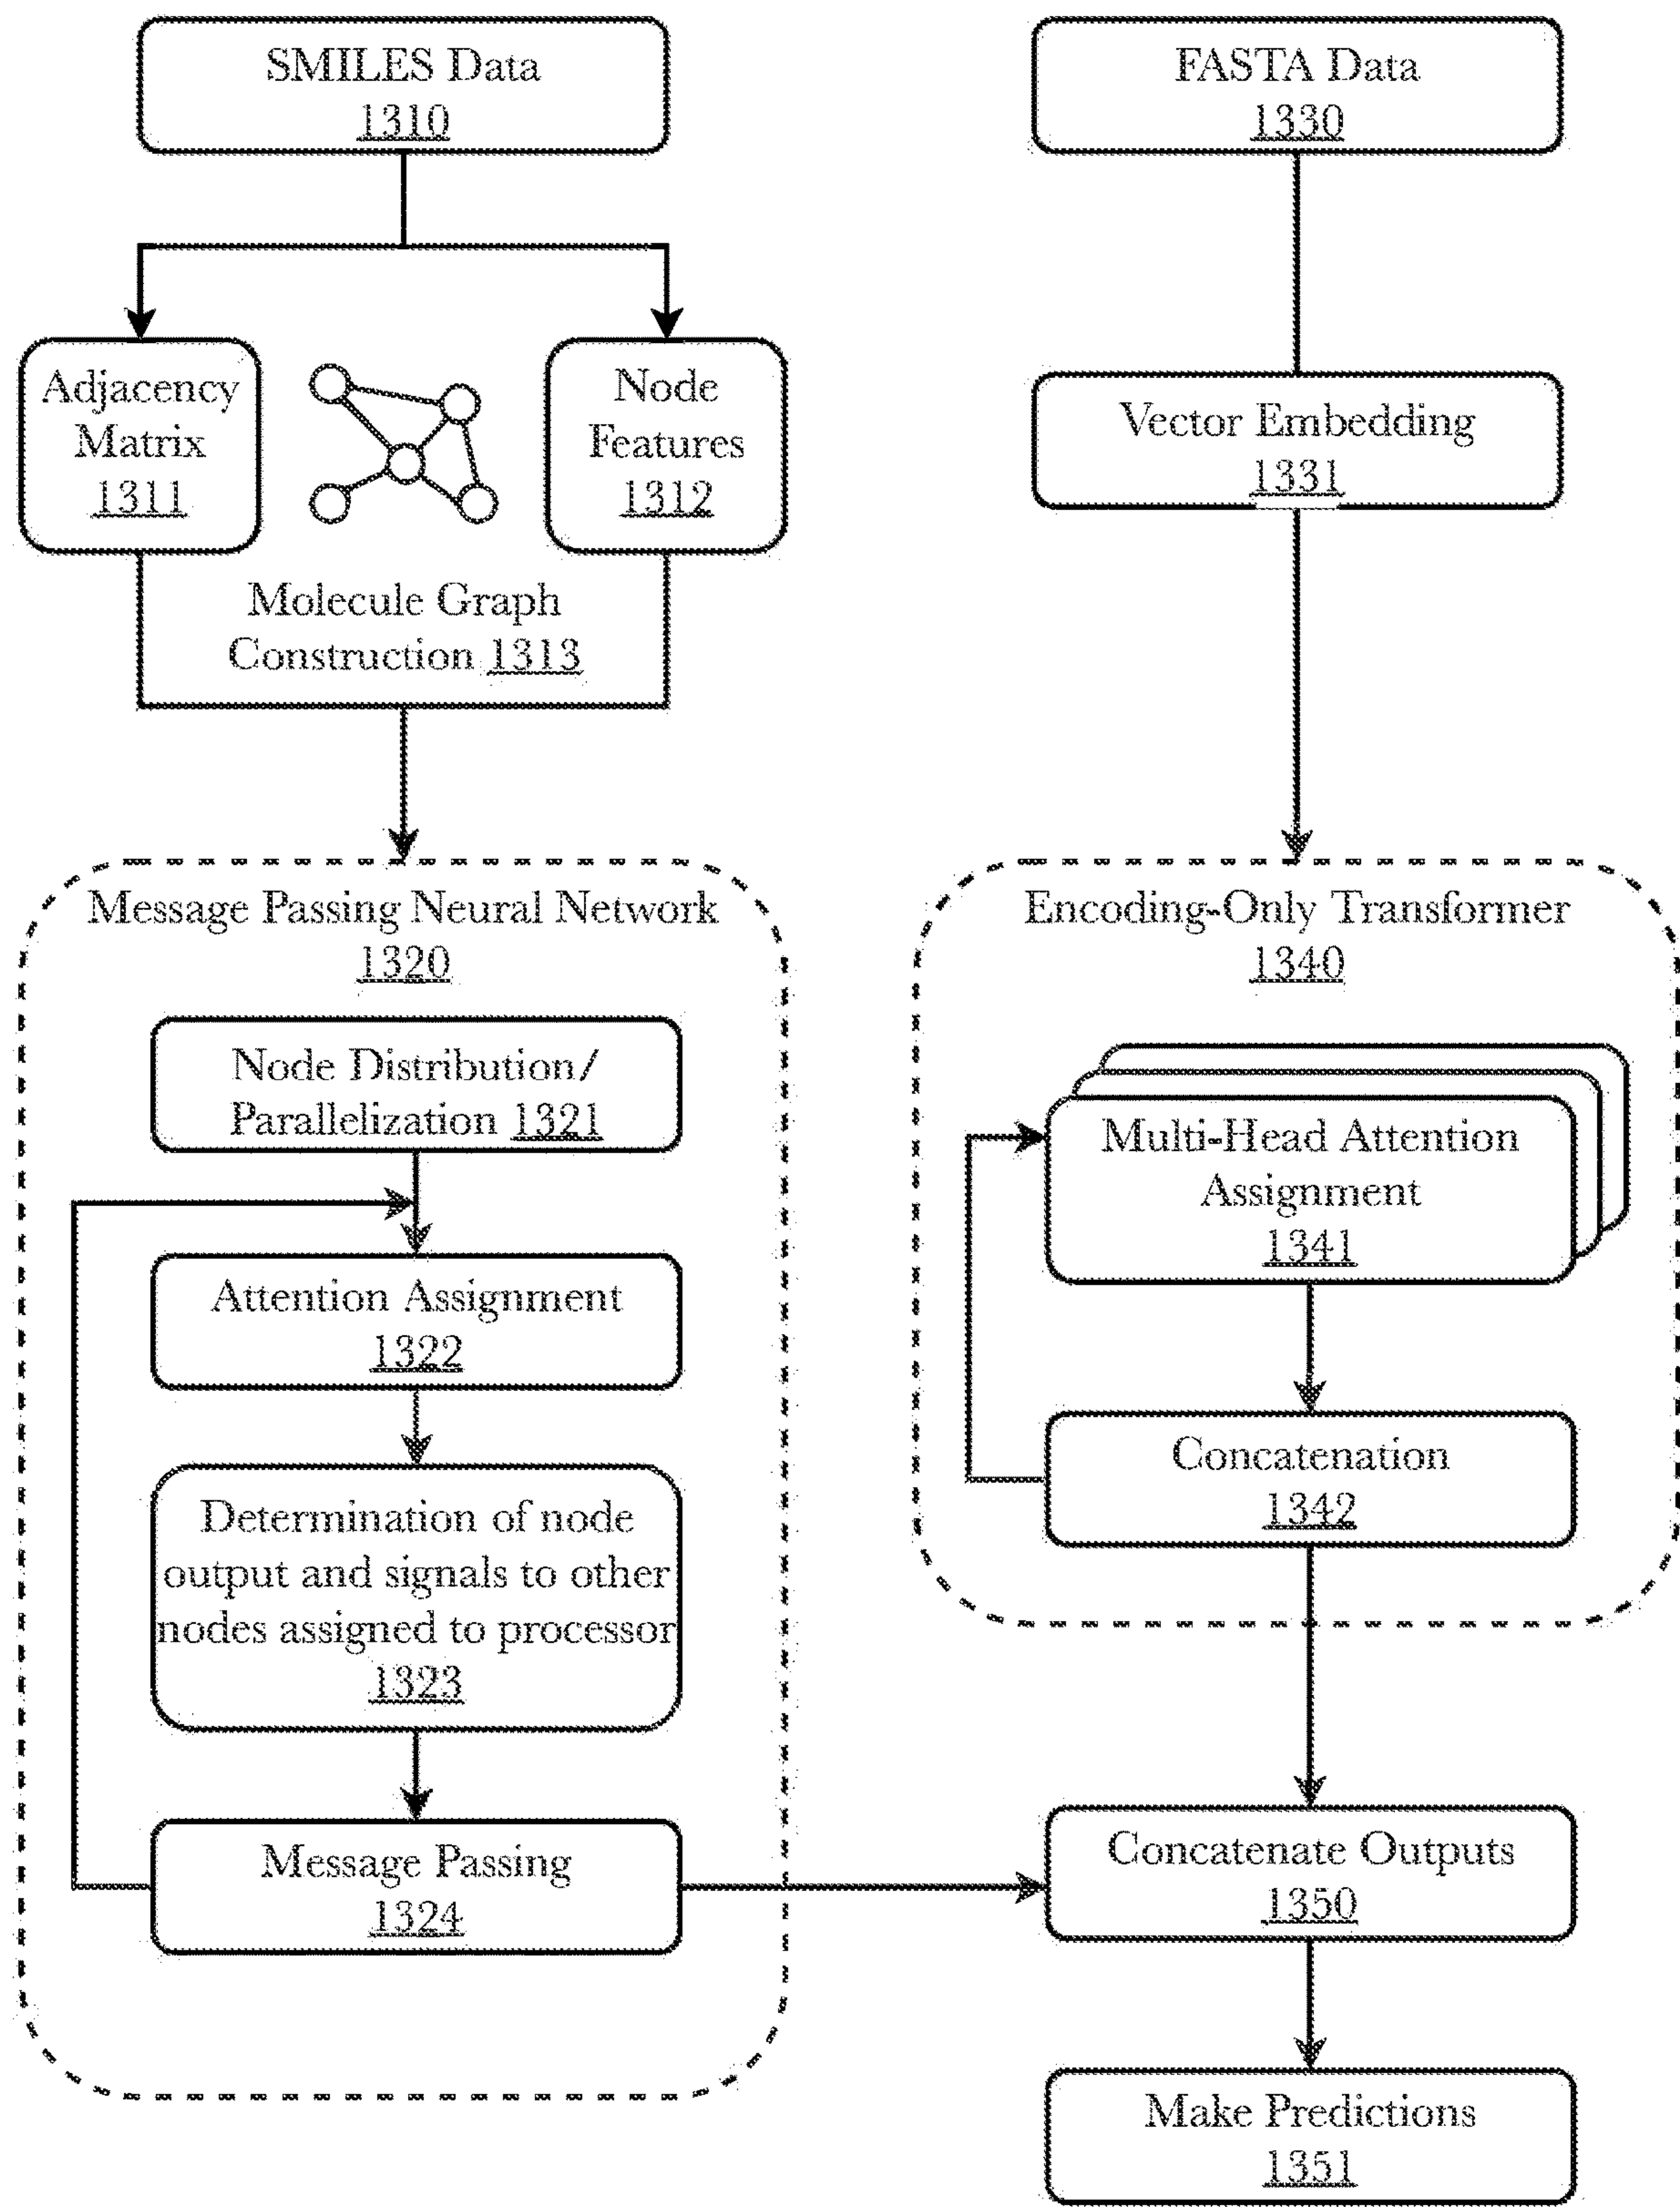 SMILES Data
1310
FASTA Data
1330
Adjacency
Matrix
1311
Node
Features
1312
Molecule Graph
Construction 1313
Vector Embedding
1331
Message Passing Neural Network
1320
Node Distribution/
Parallelization 1321
Attention Assignment
1322
Determination of node
output and signals to other
nodes assigned to processor
1323
Message Passing
1324
Encoding-Only Transformer
1340
Multi-Head Attention
Assignment
1341
Concatenation
1342
Concatenate Outputs
1350
Make Predictions
1351